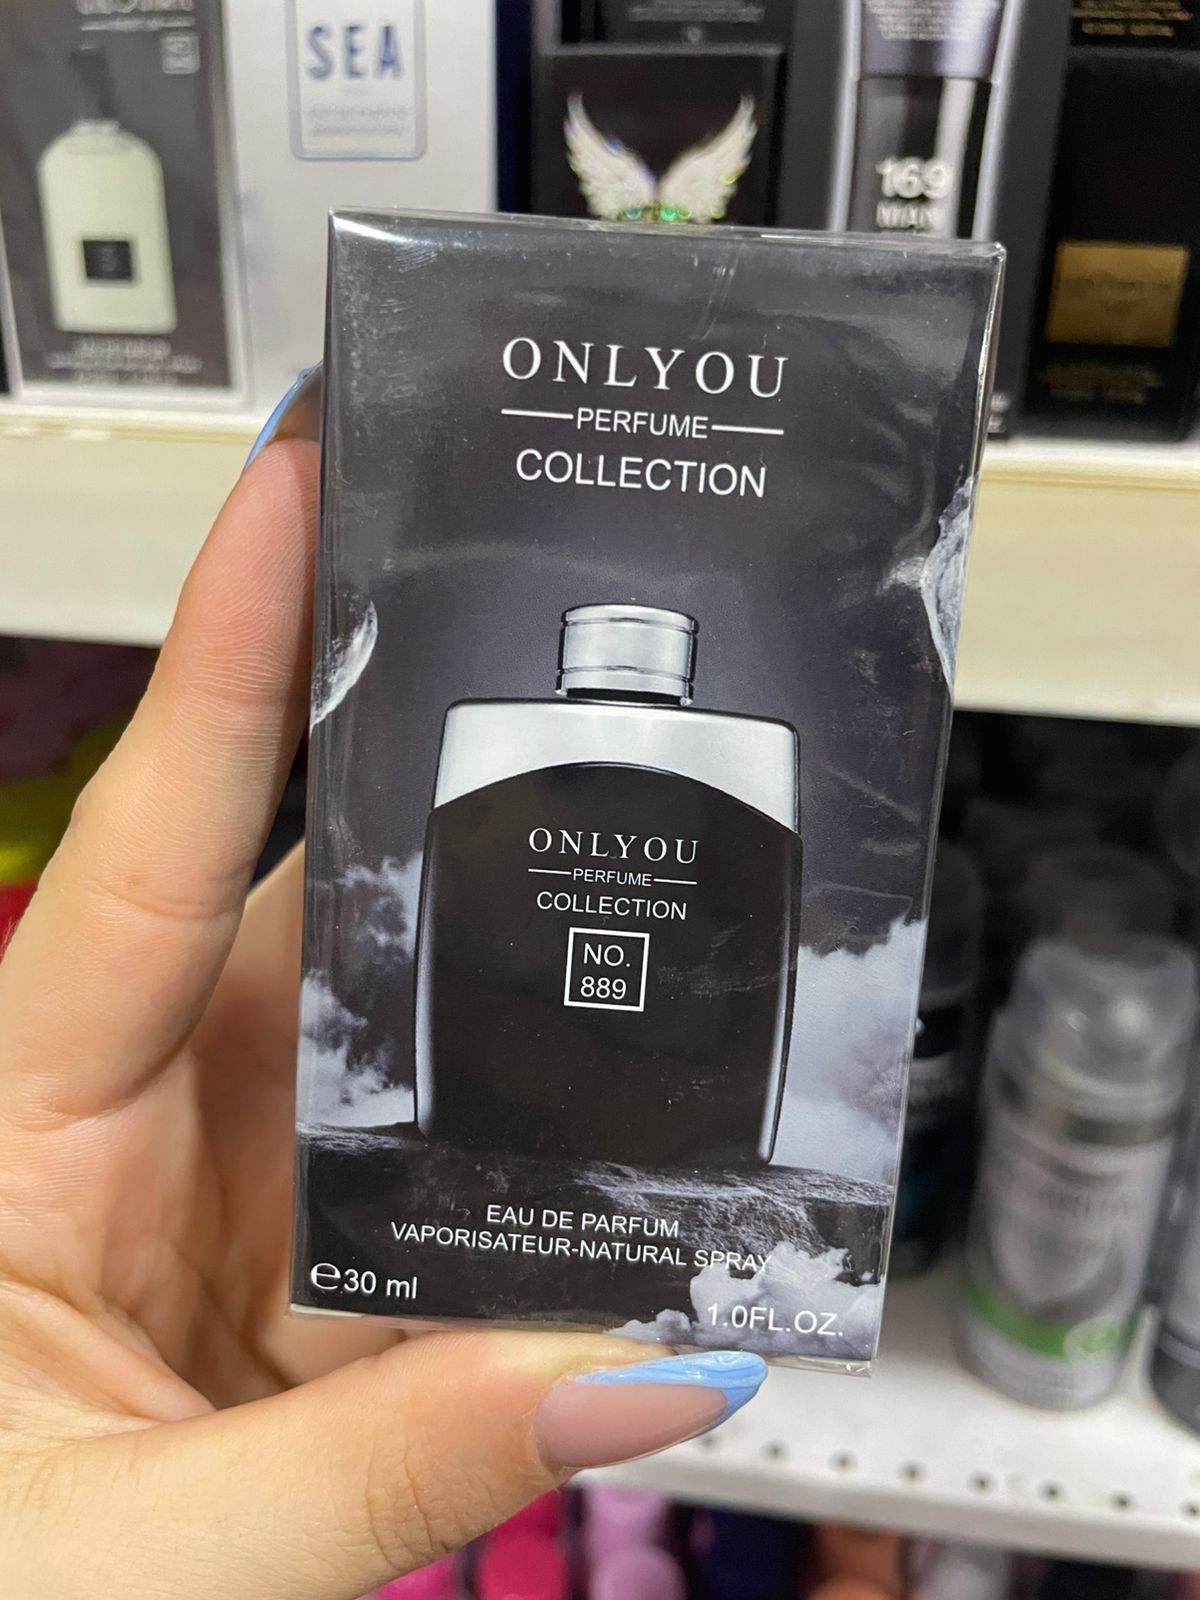 SEA
169
ONLYOU
PERFUME
COLLECTION
ONLYOU
PERFUME
COLLECTION
NO.
889
EAU DE PARFUM
VAPORISATEUR-NATURAL SPRAY
℮30 ml
1.0FL.OZ.